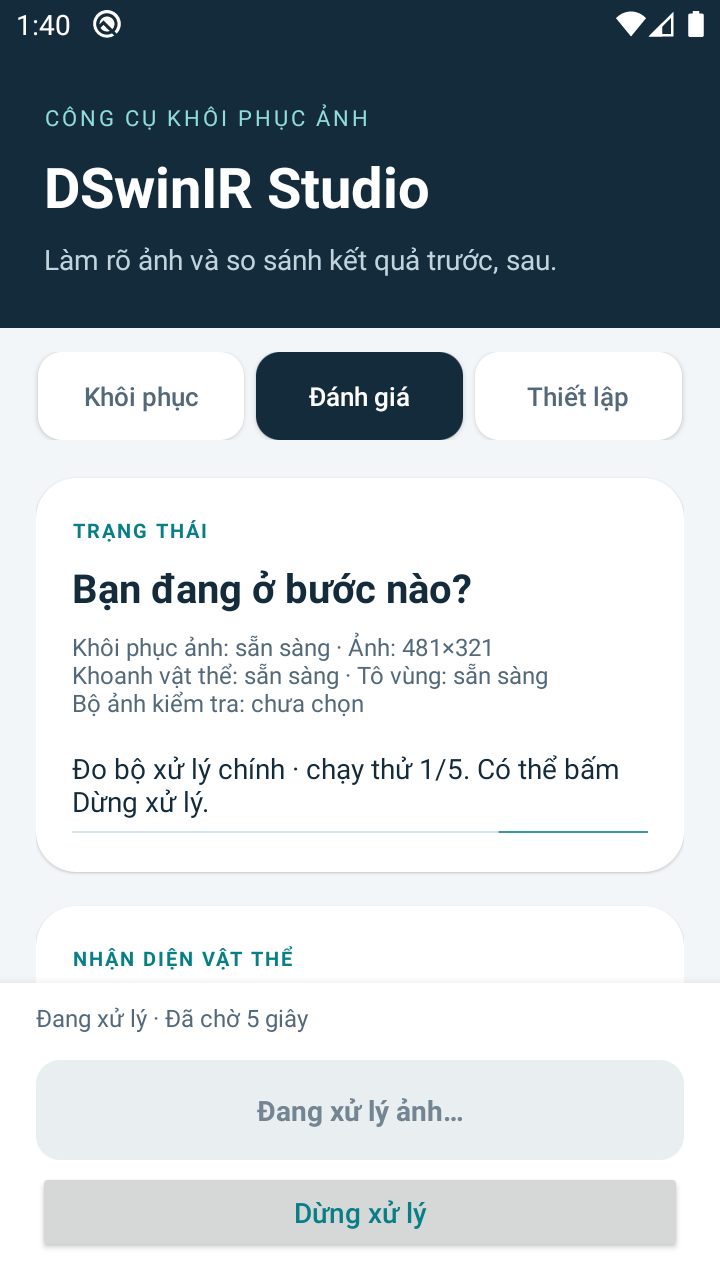 1:40
CÔNG CỤ KHÔI PHỤC ẢNH
DSwinIR Studio
Làm rõ ảnh và so sánh kết quả trước, sau.
Khôi phục
Đánh giá
Thiết lập
TRẠNG THÁI
Bạn đang ở bước nào?
Khôi phục ảnh: sẵn sàng · Ảnh: 481×321
Khoanh vật thể: sẵn sàng · Tô vùng: sẵn sàng
Bộ ảnh kiểm tra: chưa chọn
Đo bộ xử lý chính · chạy thử 1/5. Có thể bấm
Dừng xử lý.
NHẬN DIỆN VẬT THỂ
Đang xử lý · Đã chờ 5 giây
Đang xử lý ảnh…
Dừng xử lý